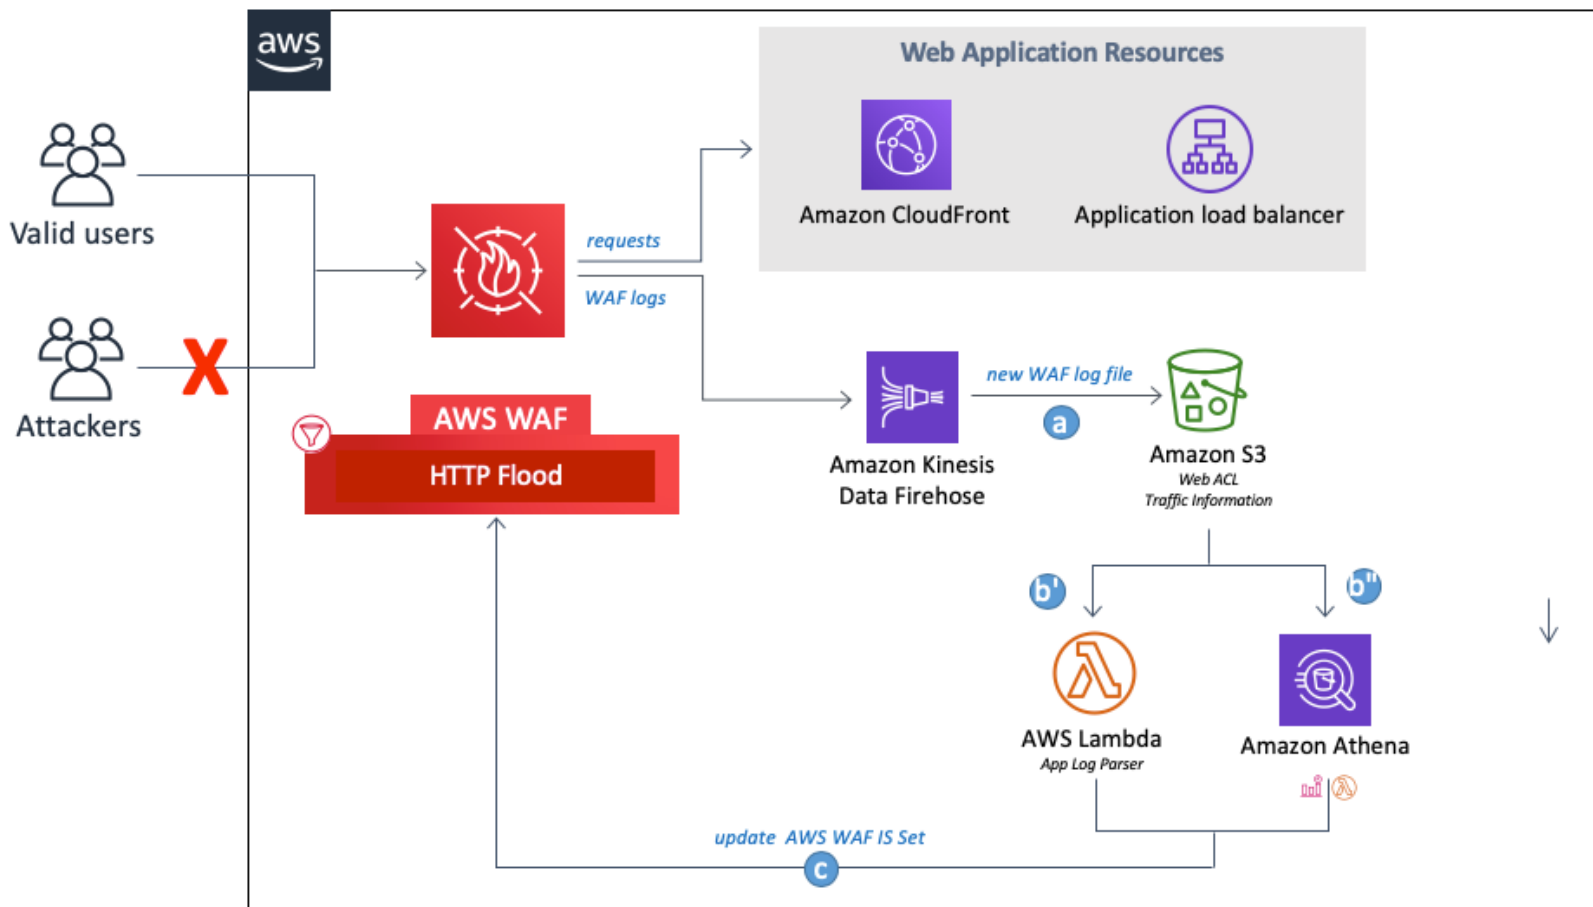 aws
Web Application Resources
Amazon CloudFront
Application load balancer
Valid users
requests
WAF logs
Attackers
X
AWS WAF
HTTP Flood
new WAF log file
a
Amazon Kinesis
Data Firehose
Amazon S3
Web ACL
Traffic Information
b'
b"
AWS Lambda
App Log Parser
Amazon Athena
update AWS WAF IS Set
c